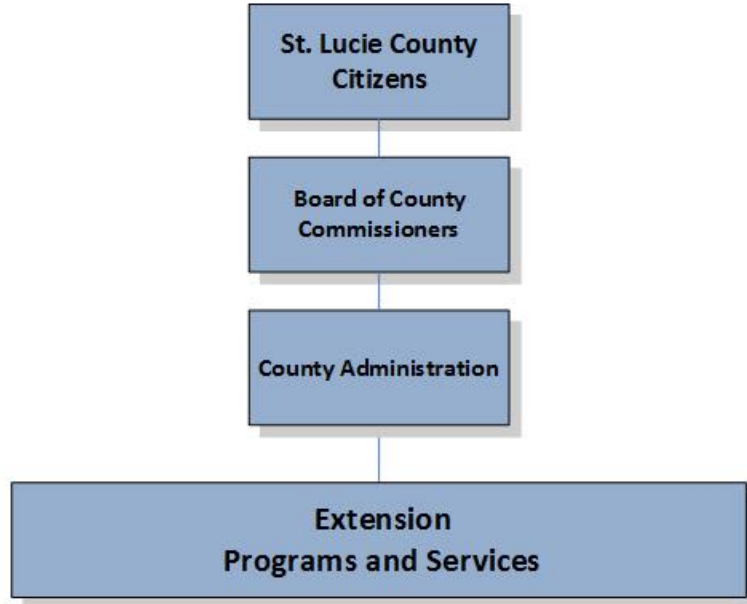 St. Lucie County
Citizens
Board of County
Commissioners
County Administration
Extension
Programs and Services